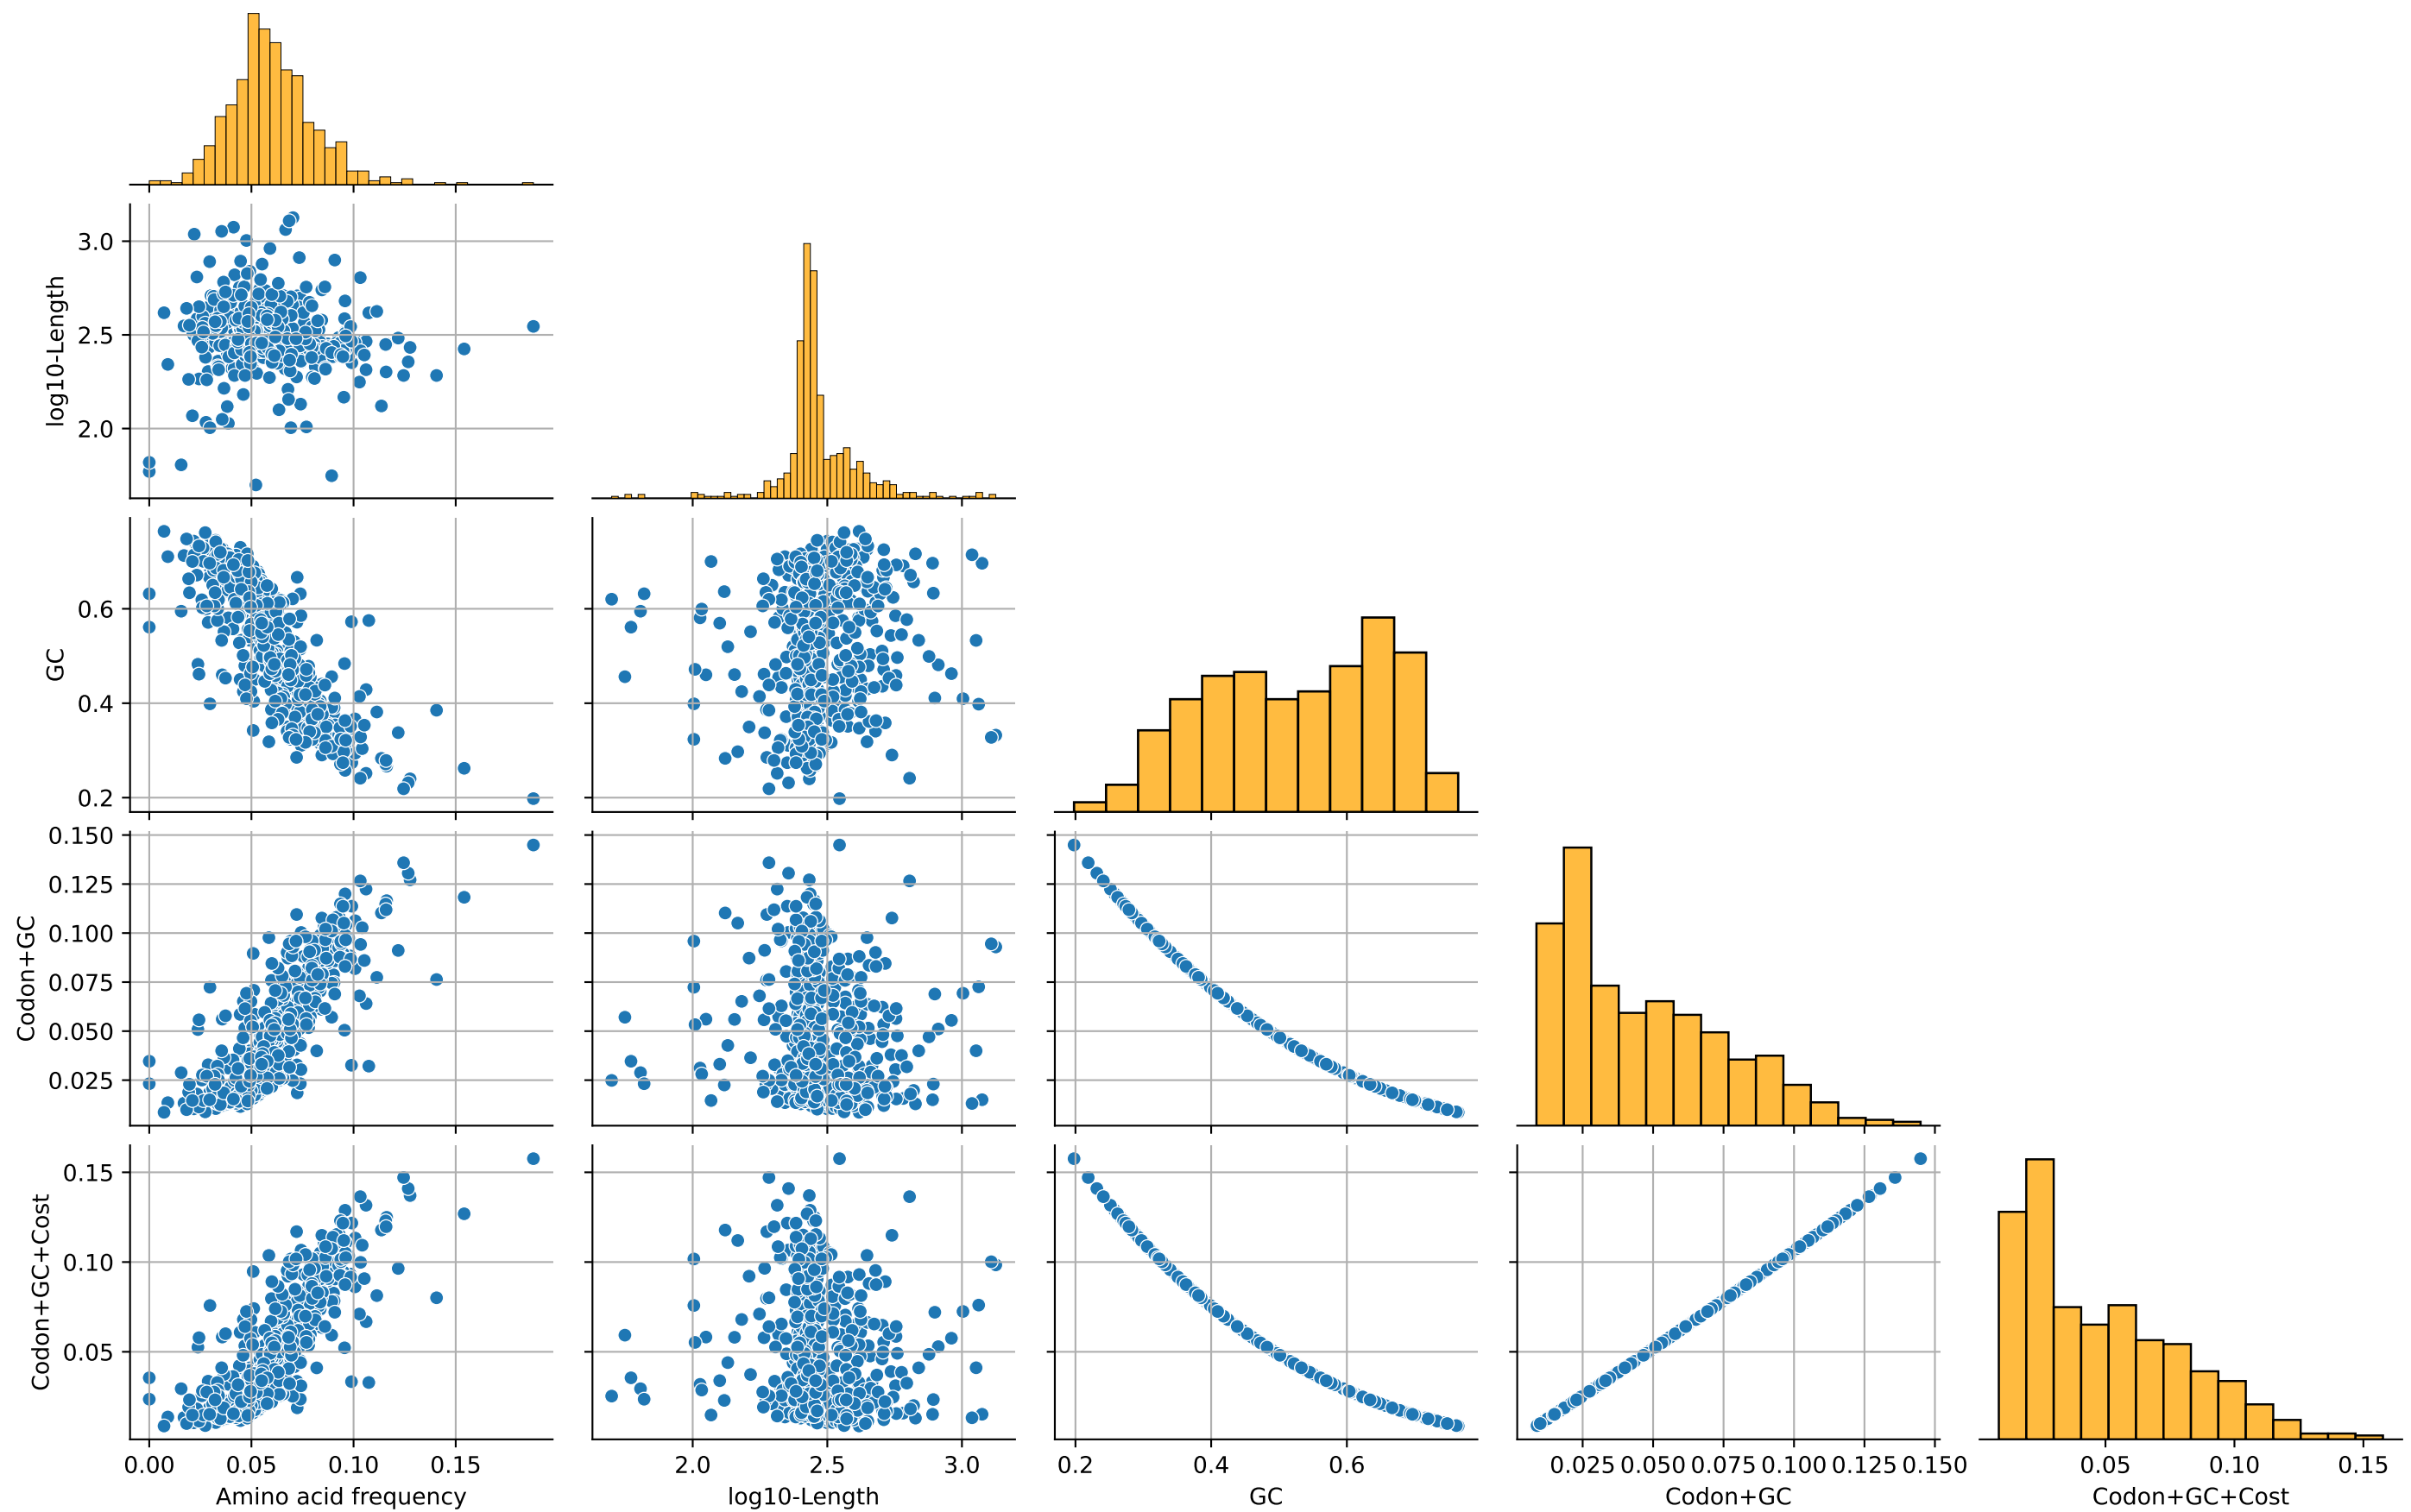 3.0
2.5
2.0
log10-Length
0.6
0.4
0.2
GC
0.150
0.125
0.100
0.075
0.050
0.025
Codon+GC
0.15
0.10
0.05
Codon+GC+Cost
0.00 0.05 0.10 0.15
Amino acid frequency
2.0 2.5 3.0
log10-Length
0.2 0.4 0.6
GC
0.025 0.050 0.075 0.100 0.125 0.150
Codon+GC
0.05 0.10 0.15
Codon+GC+Cost